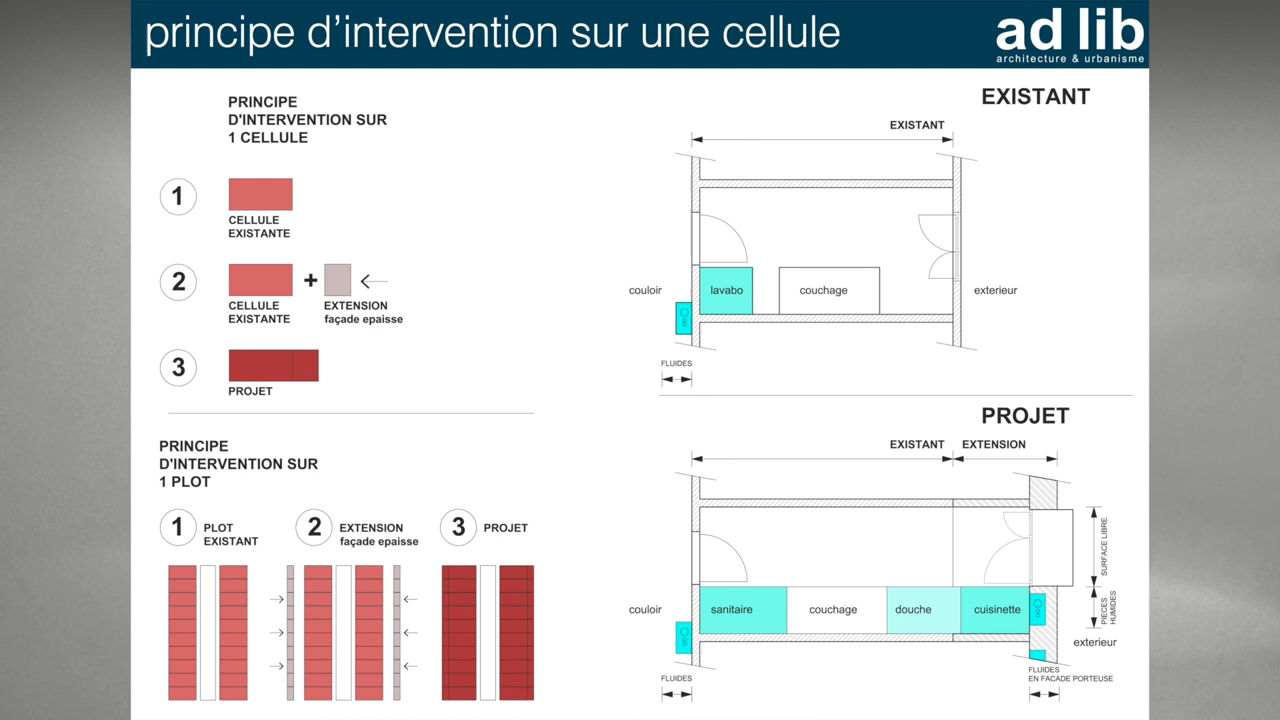 principe d'intervention sur une cellule
ad lib
architecture & urbanisme
PRINCIPE
D'INTERVENTION SUR
1 CELLULE
1
CELLULE
EXISTANTE
2
+
CELLULE
EXISTANTE
EXTENSION
façade epaisse
3
PROJET
PRINCIPE
D'INTERVENTION SUR
1 PLOT
1
PLOT
EXISTANT
2
EXTENSION
façade epaisse
3
PROJET
EXISTANT
EXISTANT
couloir
lavabo
couchage
exterieur
FLUIDES
PROJET
EXISTANT
EXTENSION
SURFACE LIBRE
couloir
sanitaire
couchage
douche
cuisinette
PIECES
HUMIDES
exterieur
FLUIDES
FLUIDES
EN FACADE PORTEUSE